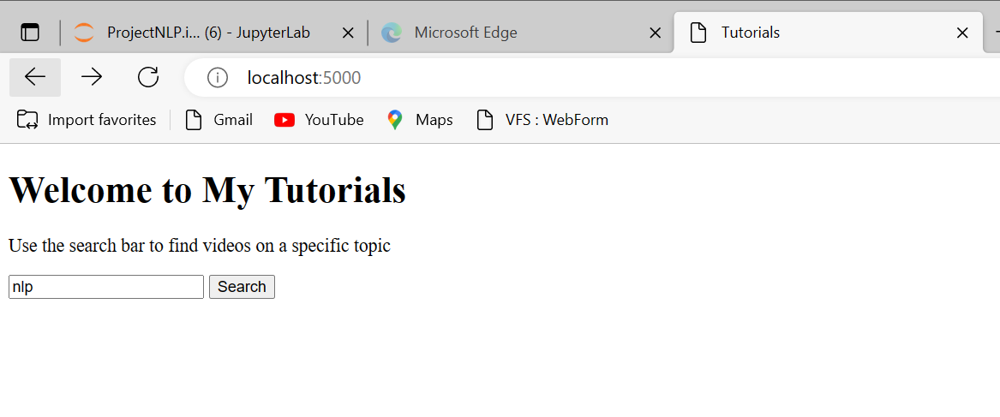 ProjectNLP.i... (6) - JupyterLab Microsoft Edge Tutorials
localhost:5000
Import favorites Gmail YouTube Maps VFS : WebForm
Welcome to My Tutorials
Use the search bar to find videos on a specific topic
nlp Search